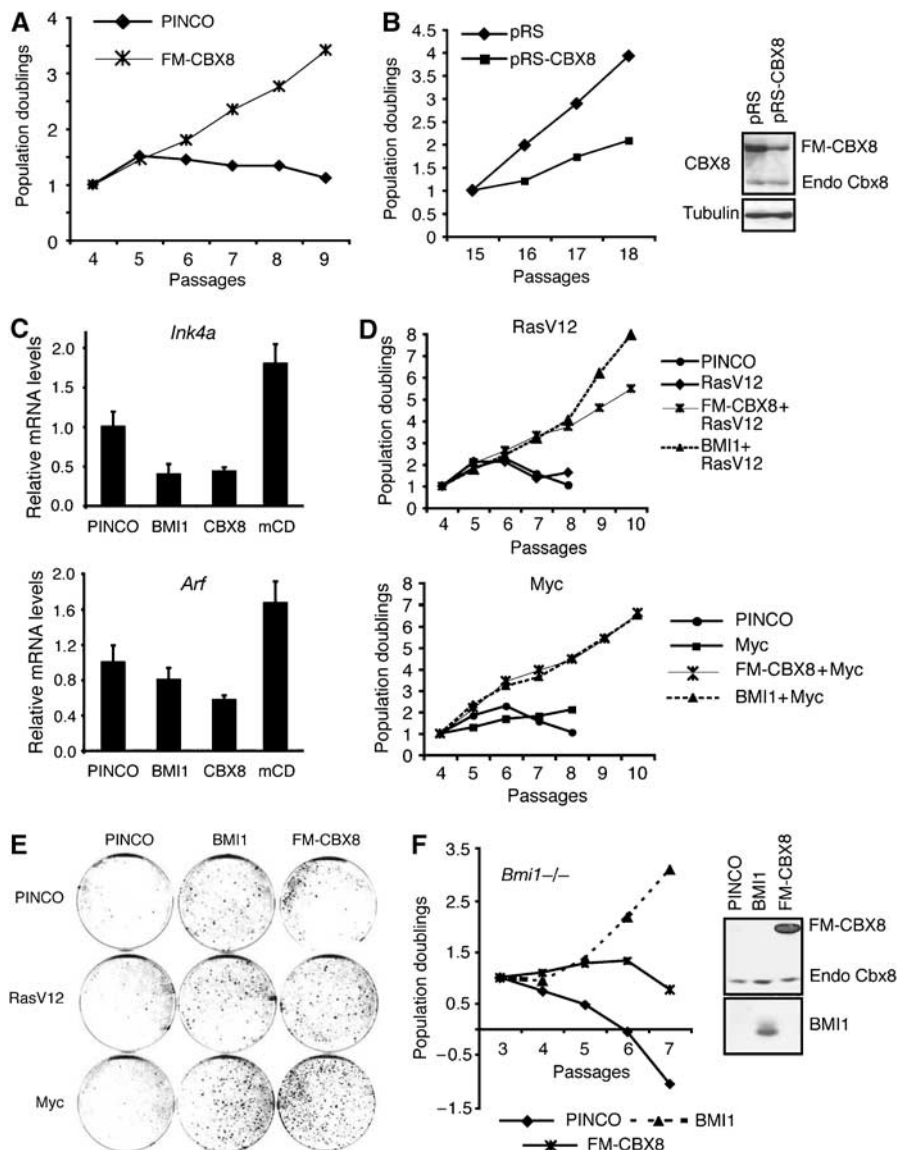 A
PINCO
FM-CBX8
Population doublings
4
3
2
1
0
4 5 6 7 8 9
Passages
B
pRS
pRS-CBX8
Population doublings
4.5
4
3.5
3
2.5
2
1.5
1
0.5
0
15 16 17 18
Passages
pRS
pRS-CBX8
CBX8
FM-CBX8
Endo Cbx8
Tubulin
C
Ink4a
Relative mRNA levels
2.0
1.5
1.0
0.5
0.0
PINCO BMI1 CBX8 mCD
Arf
Relative mRNA levels
2.0
1.6
1.2
0.8
0.4
0
PINCO BMI1 CBX8 mCD
D
RasV12
Population doublings
8
7
6
5
4
3
2
1
0
4 5 6 7 8 9 10
Passages
PINCO
RasV12
FM-CBX8+
RasV12
BMI1+
RasV12
Myc
Population doublings
8
7
6
5
4
3
2
1
0
4 5 6 7 8 9 10
Passages
PINCO
Myc
FM-CBX8+Myc
BMI1+Myc
E
PINCO BMI1 FM-CBX8
PINCO
RasV12
Myc
F
Bmi1–/–
Population doublings
3.5
2.5
1.5
0.5
−0.5
−1.5
3 4 5 6 7
Passages
PINCO
BMI1
FM-CBX8
PINCO
BMI1
FM-CBX8
FM-CBX8
Endo Cbx8
BMI1